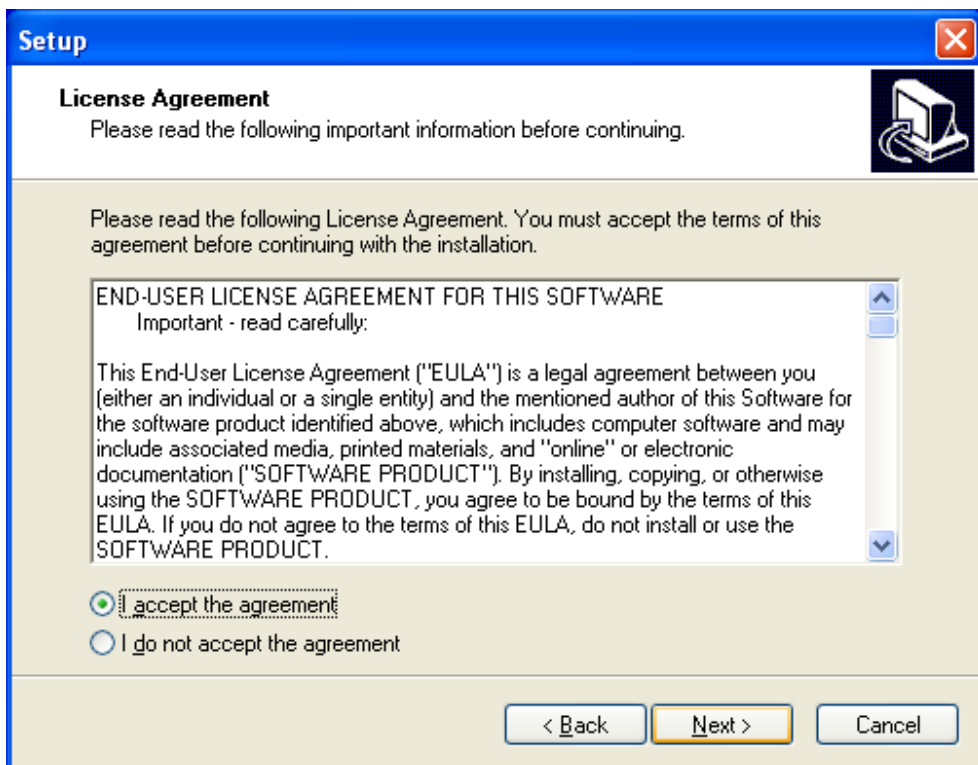 Setup
License Agreement
Please read the following important information before continuing.
Please read the following License Agreement. You must accept the terms of this
agreement before continuing with the installation.
END-USER LICENSE AGREEMENT FOR THIS SOFTWARE
Important - read carefully:
This End-User License Agreement ("EULA") is a legal agreement between you
(either an individual or a single entity) and the mentioned author of this Software for
the software product identified above, which includes computer software and may
include associated media, printed materials, and "online" or electronic
documentation ("SOFTWARE PRODUCT"). By installing, copying, or otherwise
using the SOFTWARE PRODUCT, you agree to be bound by the terms of this
EULA. If you do not agree to the terms of this EULA, do not install or use the
SOFTWARE PRODUCT.
I accept the agreement
I do not accept the agreement
< Back Next > Cancel